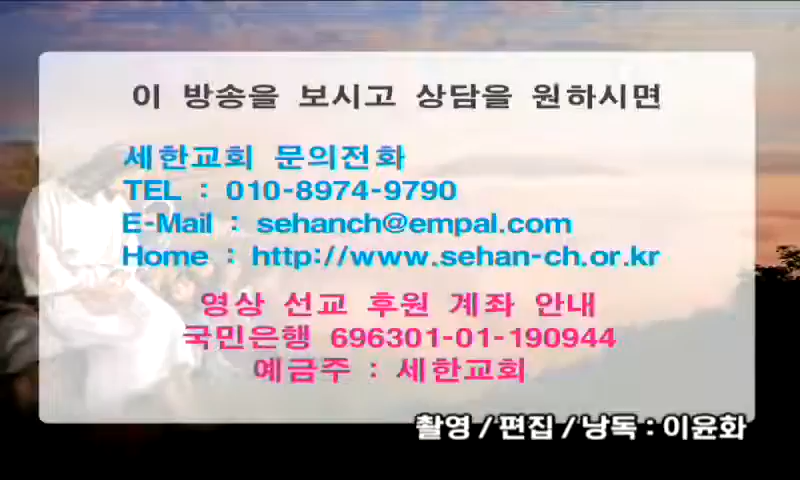 이 방송을 보시고 상담을 원하시면
세한교회 문의전화
TEL : 010-8974-9790
E-Mail : sehanch@empal.com
Home : http://www.sehan-ch.or.kr
영상 선교 후원 계좌 안내
국민은행 696301-01-190944
예금주 : 세한교회
촬영 / 편집 / 낭독 : 이윤화